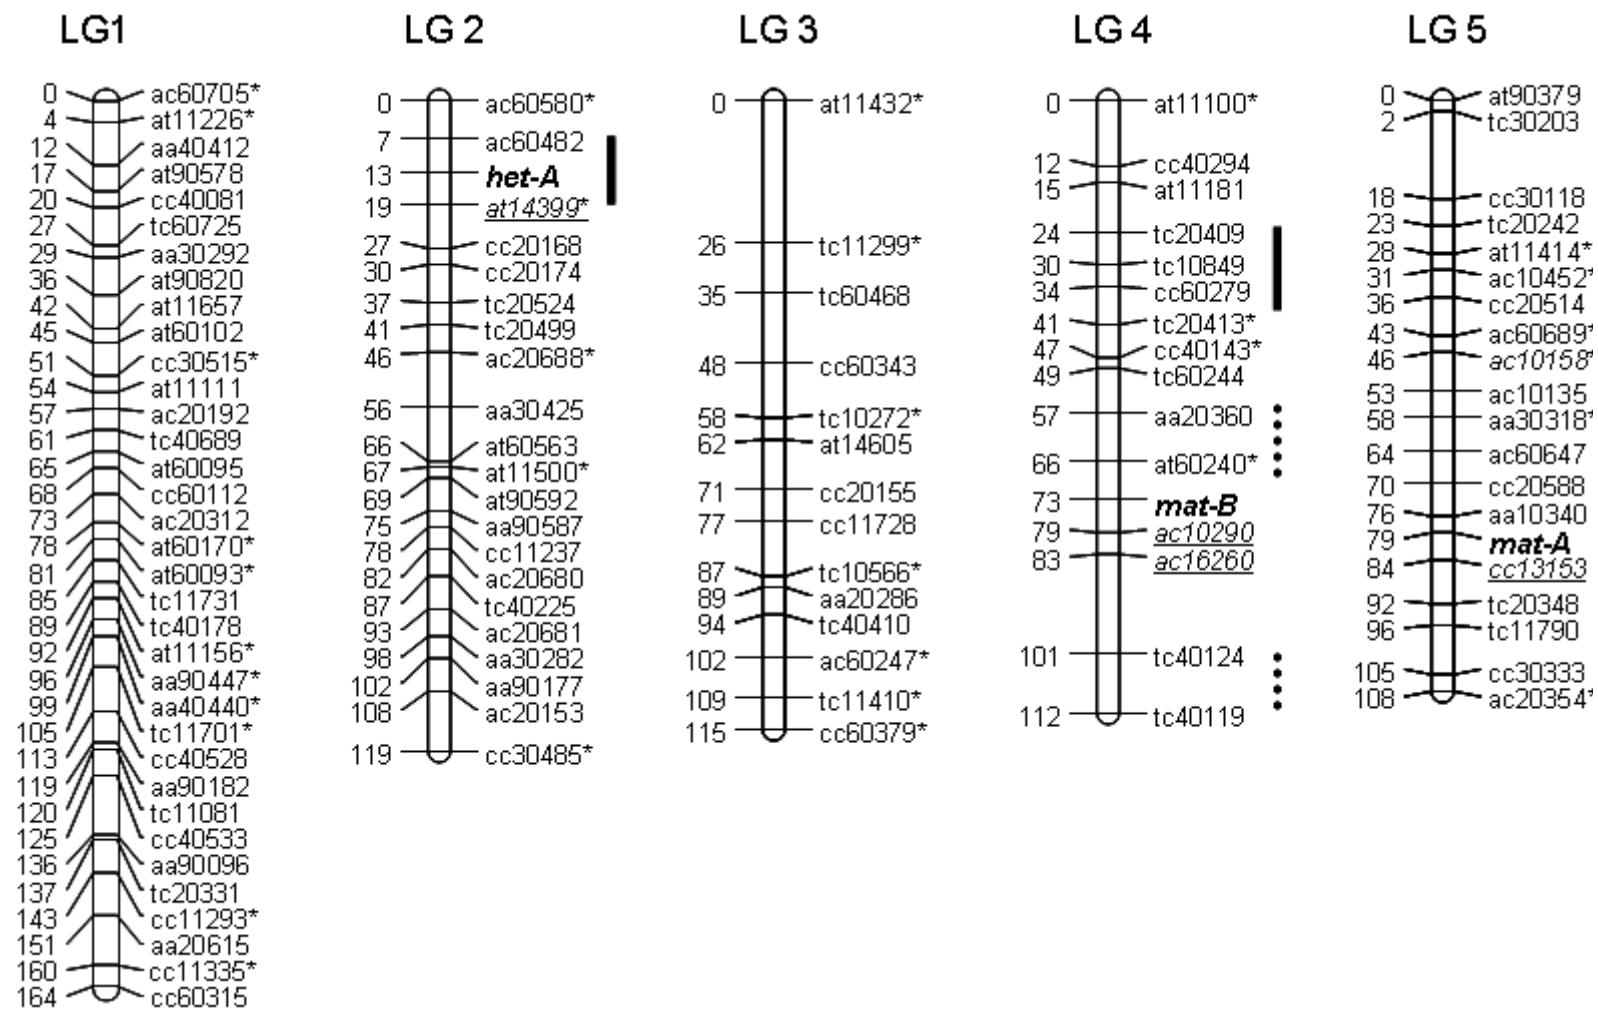 LG1
0 ac60705*
4 at11226*
12 aa40412
17 at90578
20 cc40081
27 tc60725
29 aa30292
36 at90820
42 at11657
45 at60102
51 cc30515*
54 at11111
57 ac20192
61 tc40689
65 at60095
68 cc60112
73 ac20312
78 at60170*
81 at60093*
85 tc11731
89 tc40178
92 at11156*
96 aa90447*
99 aa40440*
105 tc11701*
113 cc40528
119 aa90182
120 tc11081
125 cc40533
136 aa90096
137 tc20331
143 cc11293*
151 aa20615
160 cc11335*
164 cc60315
LG 2
0 ac60580*
7 ac60482
13 het-A
19 at14399*
27 cc20168
30 cc20174
37 tc20524
41 tc20499
46 ac20688*
56 aa30425
66 at60563
67 at11500*
69 at90592
75 aa90587
78 cc11237
82 ac20680
87 tc40225
93 ac20681
98 aa30282
102 aa90177
108 ac20153
119 cc30485*
LG 3
0 at11432*
26 tc11299*
35 tc60468
48 cc60343
58 tc10272*
62 at14605
71 cc20155
77 cc11728
87 tc10566*
89 aa20286
94 tc40410
102 ac60247*
109 tc11410*
115 cc60379*
LG 4
0 at11100*
12 cc40294
15 at11181
24 tc20409
30 tc10849
34 cc60279
41 tc20413*
47 cc40143*
49 tc60244
57 aa20360
66 at60240*
73 mat-B
79 ac10290
83 ac16260
101 tc40124
112 tc40119
LG 5
0 at90379
2 tc30203
18 cc30118
23 tc20242
28 at11414*
31 ac10452*
36 cc20514
43 ac60689*
46 ac10158*
53 ac10135
58 aa30318*
64 ac60647
70 cc20588
76 aa10340
79 mat-A
84 cc13153
92 tc20348
96 tc11790
105 cc30333
108 ac20354*